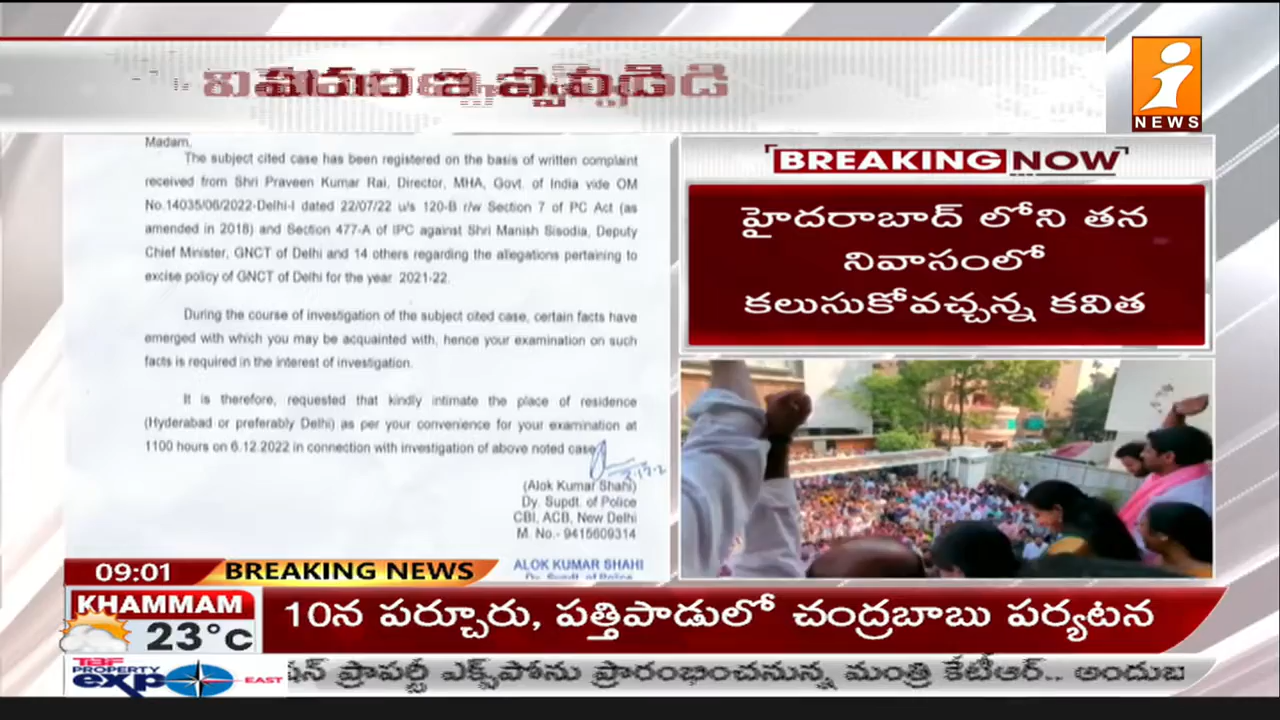 i
NEWS
Madam,
The subject cited case has been registered on the basis of written complaint
received from Shri Praveen Kumar Rai, Director, MHA, Govt. of India vide OM
No.14035/06/2022-Delhi-I dated 22/07/22 u/s 120-B r/w Section 7 of PC Act (as
amended in 2018) and Section 477-A of IPC against Shri Manish Sisodia, Deputy
Chief Minister, GNCT of Delhi and 14 others regarding the allegations pertaining to
excise policy of GNCT of Delhi for the year 2021-22.
During the course of investigation of the subject cited case, certain facts have
emerged with which you may be acquainted with, hence your examination on such
facts is required in the interest of investigation.
It is therefore, requested that kindly intimate the place of residence
(Hyderabad or preferably Delhi) as per your convenience for your examination at
1100 hours on 6.12.2022 in connection with investigation of above noted case
(Alok Kumar Shahi)
Dy. Supdt. of Police
CBI, ACB, New Delhi
M. No.- 9415609314
ALOK KUMAR SHAHI
Dy. Supdt. of Police
BREAKING NOW
హైదరాబాద్ లోని తన
నివాసంలో
కలుసుకోవచ్చన్న కవిత
09:01 BREAKING NEWS
KHAMMAM
23°C
10న పర్చూరు, పత్తిపాడులో చంద్రబాబు పర్యటన
TBF
PROPERTY
expo
EAST
షన్ ప్రాపర్టీ ఎక్స్‌పోను ప్రారంభించనున్న మంత్రి కేటీఆర్.. అందుబ